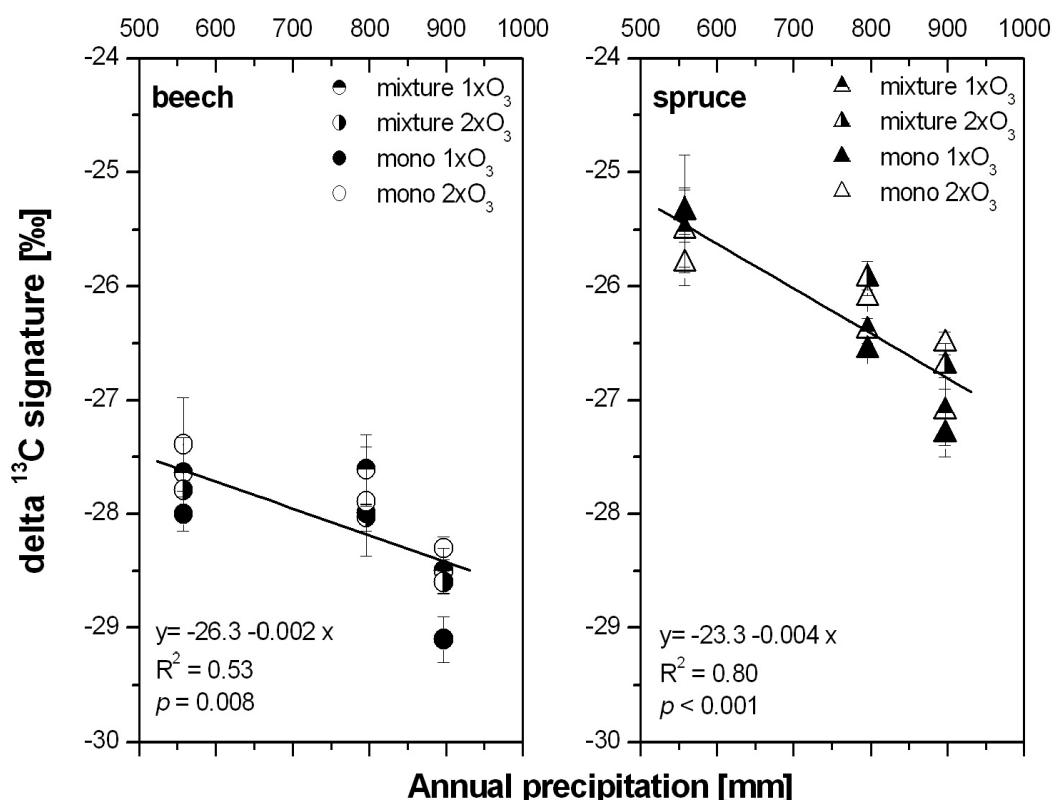 500 600 700 800 900 1000 500 600 700 800 900 1000
-24 -24
beech
mixture 1xO3
mixture 2xO3
mono 1xO3
mono 2xO3
spruce
mixture 1xO3
mixture 2xO3
mono 1xO3
mono 2xO3
-25 -25
-26 -26
-27 -27
-28 -28
-29 -29
-30 -30
delta 13C signature [‰]
y= -26.3 -0.002 x
R2 = 0.53
p = 0.008
y= -23.3 -0.004 x
R2 = 0.80
p < 0.001
Annual precipitation [mm]